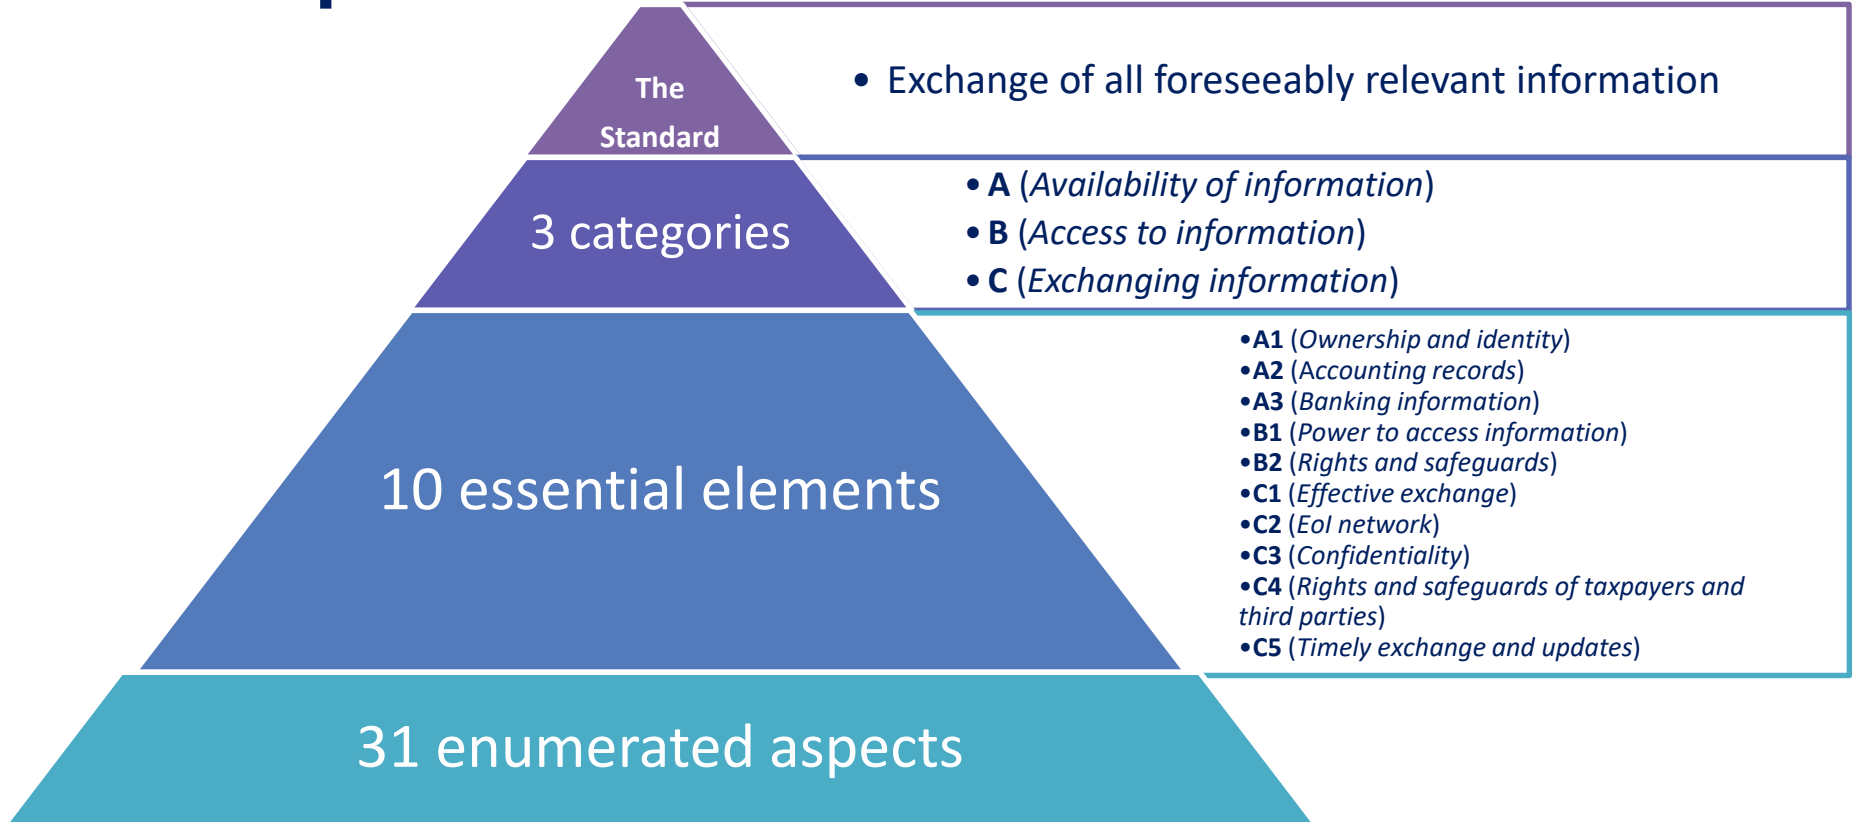 The
Standard
• Exchange of all foreseeably relevant information
3 categories
• A (Availability of information)
• B (Access to information)
• C (Exchanging information)
10 essential elements
•A1 (Ownership and identity)
•A2 (Accounting records)
•A3 (Banking information)
•B1 (Power to access information)
•B2 (Rights and safeguards)
•C1 (Effective exchange)
•C2 (EoI network)
•C3 (Confidentiality)
•C4 (Rights and safeguards of taxpayers and
third parties)
•C5 (Timely exchange and updates)
31 enumerated aspects